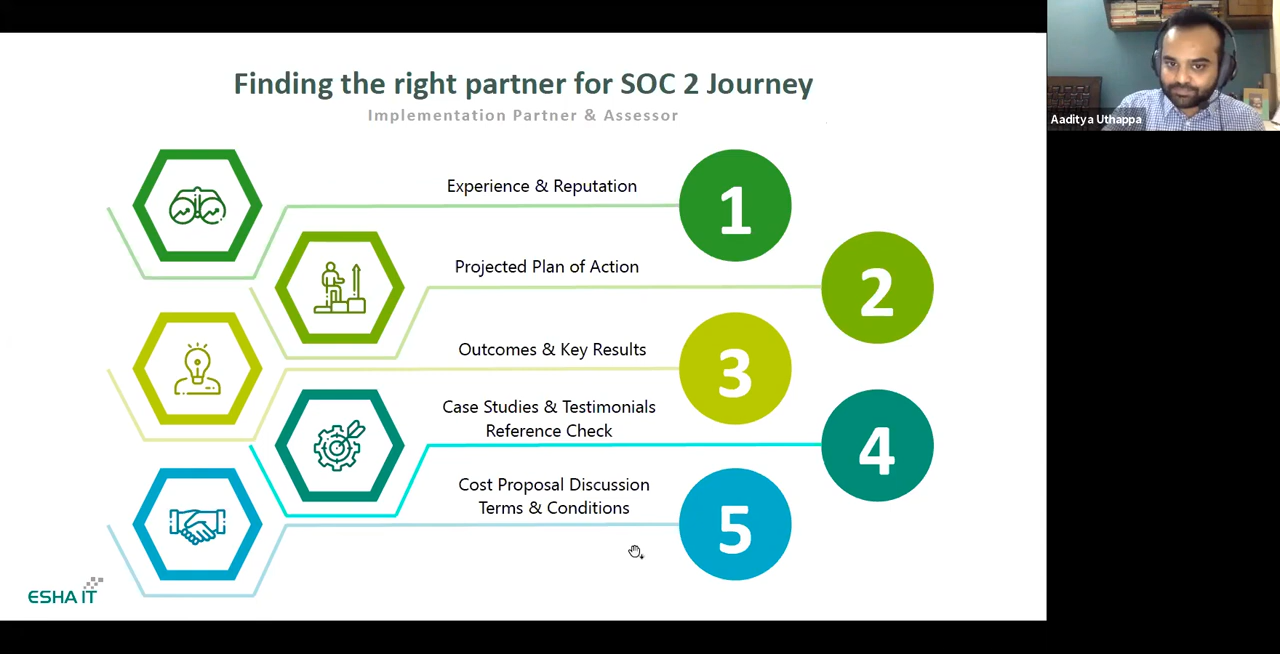 Finding the right partner for SOC 2 Journey
Implementation Partner & Assessor
Aaditya Uthappa
Experience & Reputation
1
Projected Plan of Action
2
Outcomes & Key Results
3
Case Studies & Testimonials
Reference Check
4
Cost Proposal Discussion
Terms & Conditions
5
ESHA IT